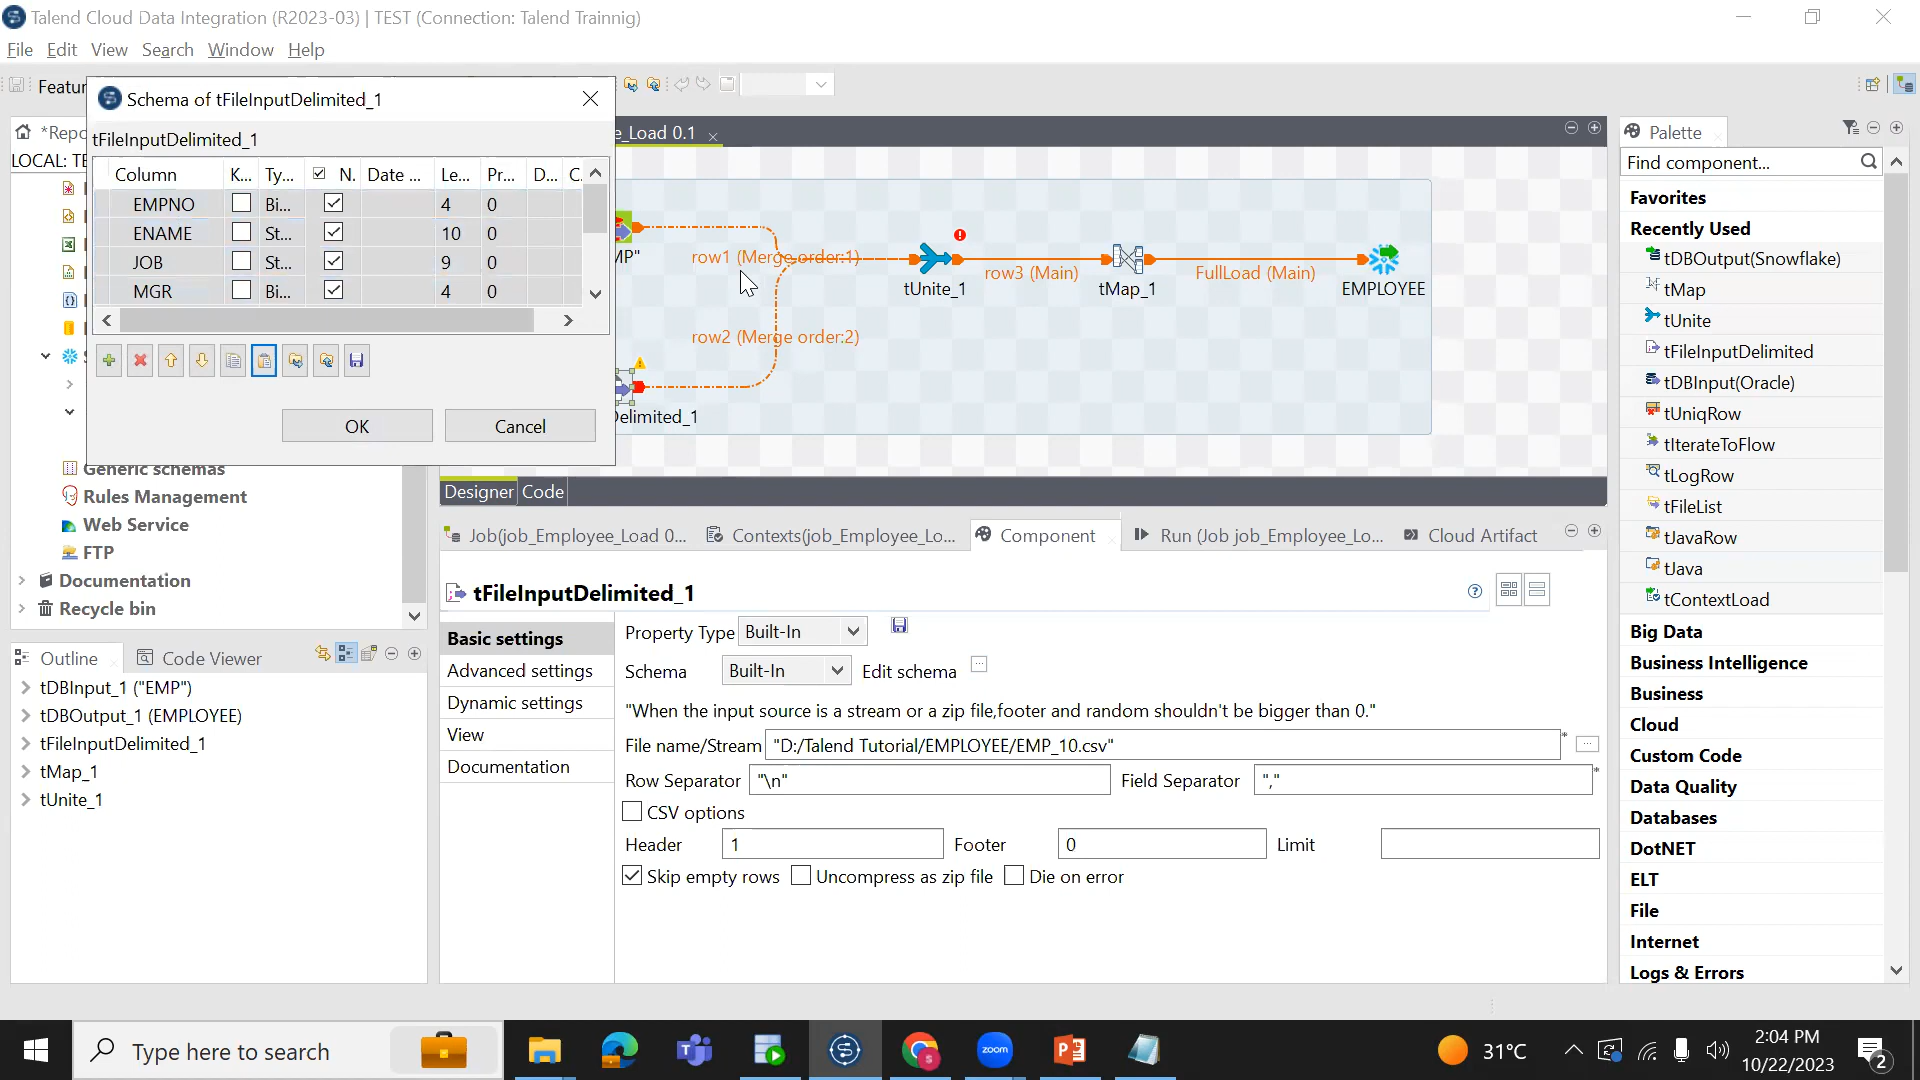 Talend Cloud Data Integration (R2023-03) | TEST (Connection: Talend Trainnig)
File Edit View Search Window Help
Featur
Schema of tFileInputDelimited_1
tFileInputDelimited_1
Column K... Ty... N. Date ... Le... Pr... D... C.
EMPNO Bi... 4 0
ENAME St... 10 0
JOB St... 9 0
MGR Bi... 4 0
OK Cancel
*Repo
LOCAL: TE
Generic schemas
Rules Management
Web Service
FTP
Documentation
Recycle bin
e_Load 0.1
MP"
row1 (Merge order:1)
row2 (Merge order:2)
Delimited_1
tUnite_1
row3 (Main)
tMap_1
FullLoad (Main)
EMPLOYEE
Designer Code
Palette
Find component...
Favorites
Recently Used
tDBOutput(Snowflake)
tMap
tUnite
tFileInputDelimited
tDBInput(Oracle)
tUniqRow
tIterateToFlow
tLogRow
tFileList
tJavaRow
tJava
tContextLoad
Big Data
Business Intelligence
Business
Cloud
Custom Code
Data Quality
Databases
DotNET
ELT
File
Internet
Logs & Errors
Outline Code Viewer
tDBInput_1 ("EMP")
tDBOutput_1 (EMPLOYEE)
tFileInputDelimited_1
tMap_1
tUnite_1
Job(job_Employee_Load 0... Contexts(job_Employee_Lo... Component Run (Job job_Employee_Lo... Cloud Artifact
tFileInputDelimited_1
Basic settings
Advanced settings
Dynamic settings
View
Documentation
Property Type Built-In
Schema Built-In Edit schema ...
"When the input source is a stream or a zip file,footer and random shouldn't be bigger than 0."
File name/Stream "D:/Talend Tutorial/EMPLOYEE/EMP_10.csv" * ...
Row Separator "\n" Field Separator "," *
CSV options
Header 1 Footer 0 Limit
Skip empty rows Uncompress as zip file Die on error
Type here to search
zoom
31°C
2:04 PM
10/22/2023
2